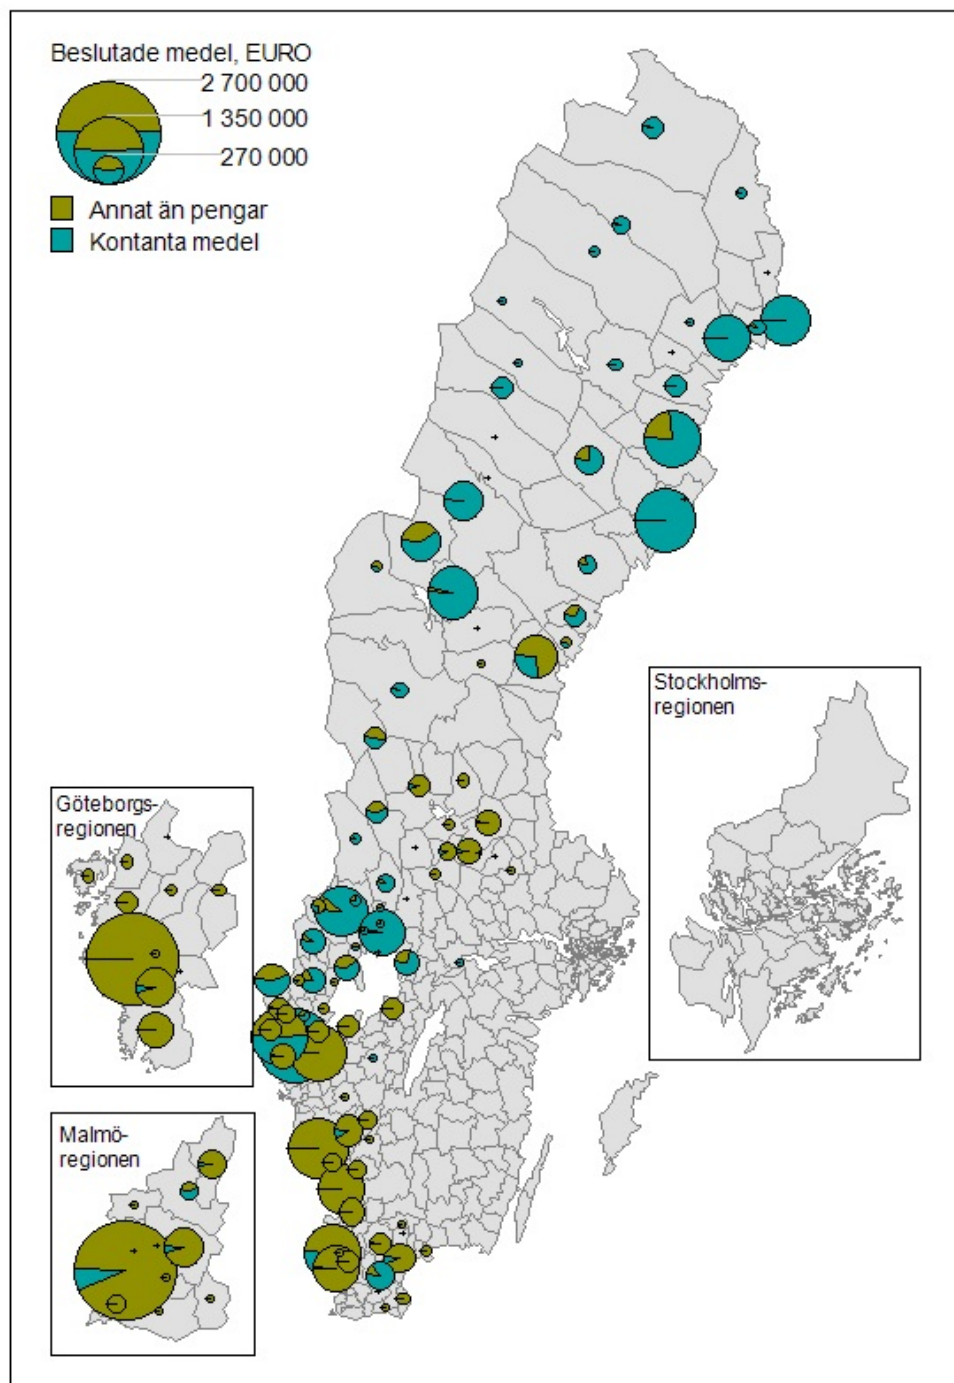 Beslutade medel, EURO
2 700 000
1 350 000
270 000
Annat än pengar
Kontanta medel
Stockholms-
regionen
Göteborgs-
regionen
Malmö-
regionen